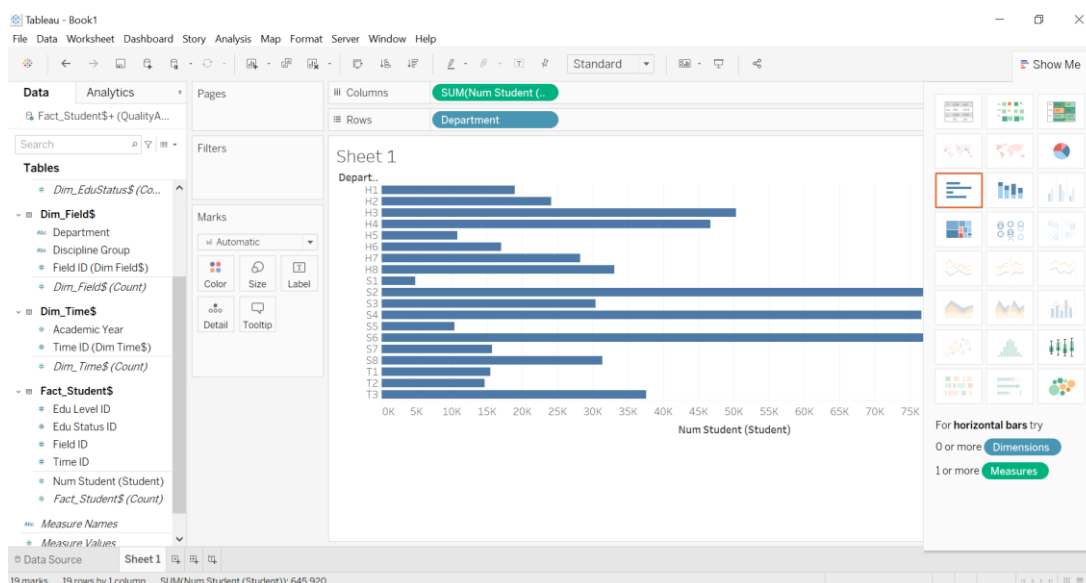 Tableau - Book1
File Data Worksheet Dashboard Story Analysis Map Format Server Window Help
Standard
Show Me
Data Analytics
Fact_Student$+ (QualityA...
Search
Tables
Dim_EduStatus$ (Co...
Dim_Field$
Abc Department
Abc Discipline Group
# Field ID (Dim Field$)
# Dim_Field$ (Count)
Dim_Time$
# Academic Year
# Time ID (Dim Time$)
# Dim_Time$ (Count)
Fact_Student$
# Edu Level ID
# Edu Status ID
# Field ID
# Time ID
# Num Student (Student)
# Fact_Student$ (Count)
Abc Measure Names
# Measure Values
Pages
Filters
Marks
Automatic
Color Size Label
Detail Tooltip
Columns SUM(Num Student (..
Rows Department
Sheet 1
Depart..
H1
H2
H3
H4
H5
H6
H7
H8
S1
S2
S3
S4
S5
S6
S7
S8
T1
T2
T3
0K 5K 10K 15K 20K 25K 30K 35K 40K 45K 50K 55K 60K 65K 70K 75K
Num Student (Student)
For horizontal bars try
0 or more Dimensions
1 or more Measures
Data Source Sheet 1
19 marks 19 rows by 1 column SUM(Num Student (Student)): 645,920